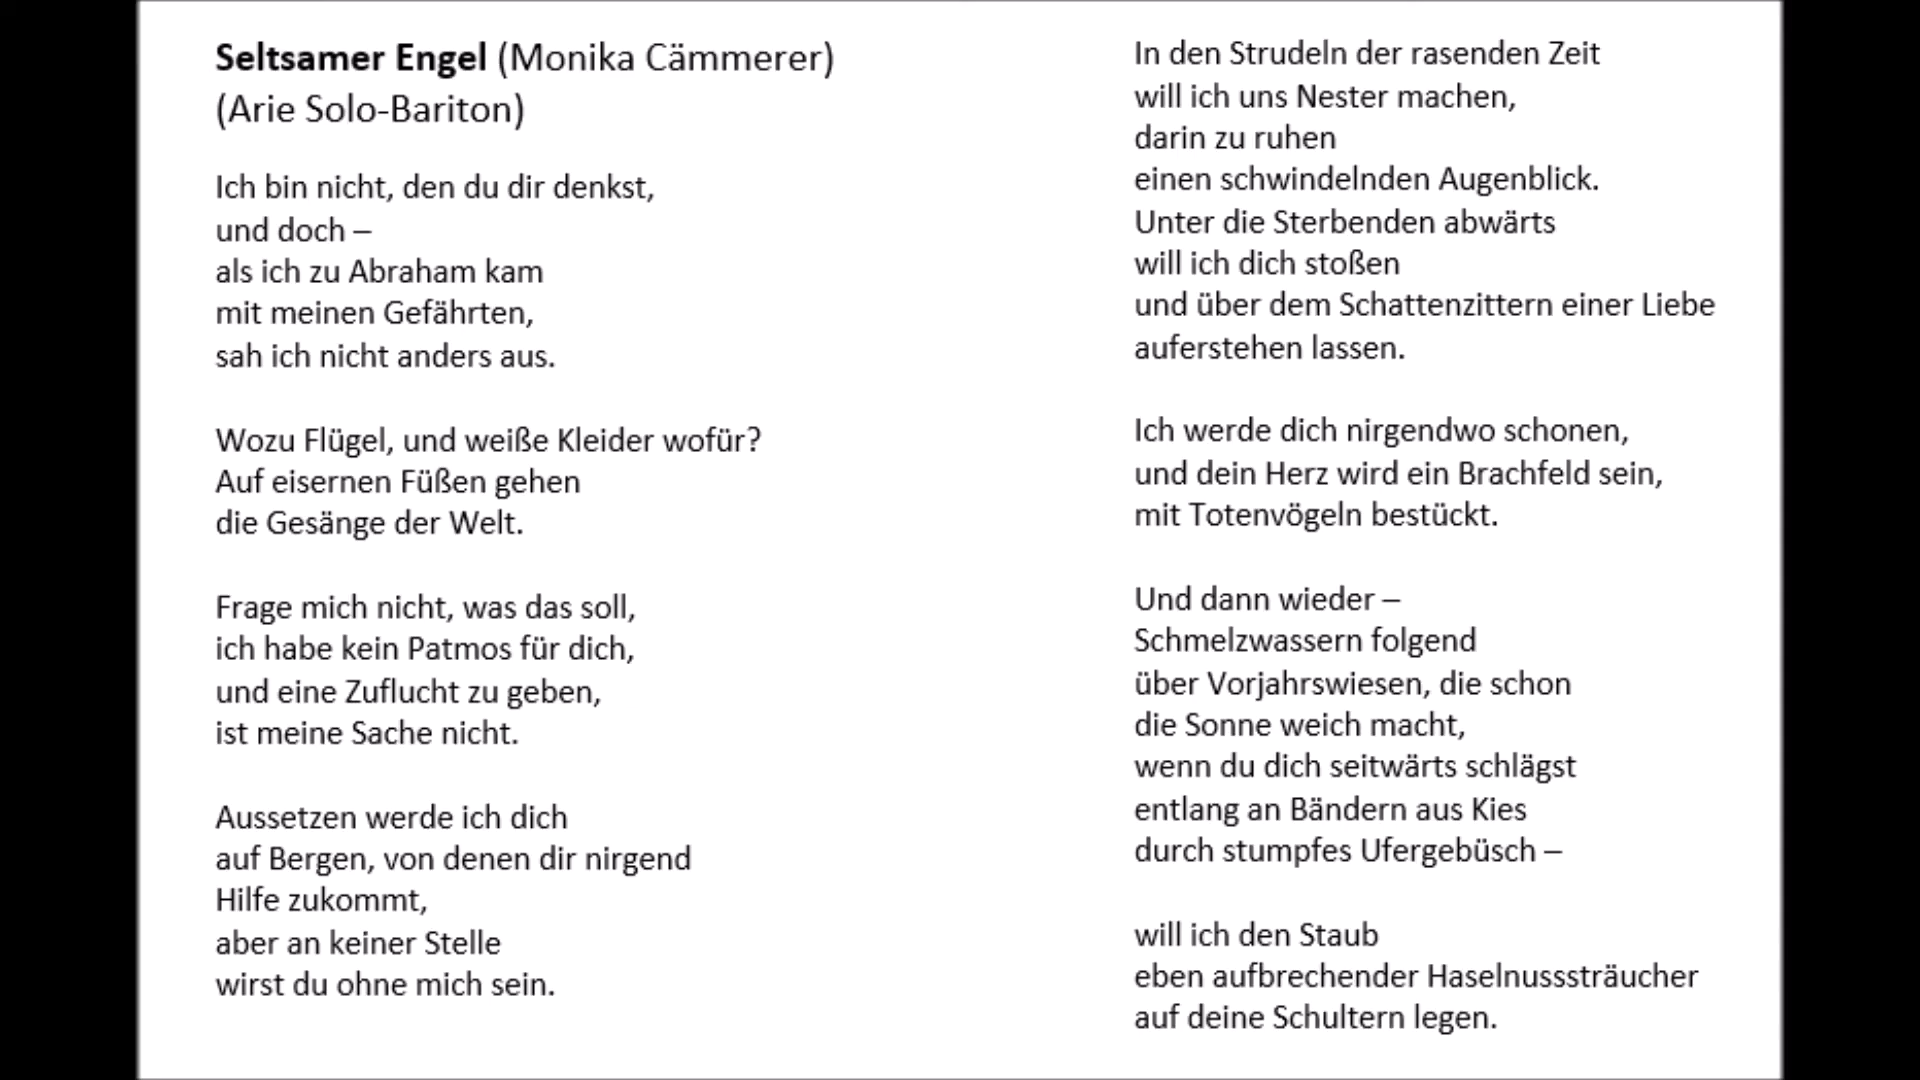 Seltsamer Engel (Monika Cämmerer)
(Arie Solo-Bariton)
Ich bin nicht, den du dir denkst,
und doch –
als ich zu Abraham kam
mit meinen Gefährten,
sah ich nicht anders aus.
Wozu Flügel, und weiße Kleider wofür?
Auf eisernen Füßen gehen
die Gesänge der Welt.
Frage mich nicht, was das soll,
ich habe kein Patmos für dich,
und eine Zuflucht zu geben,
ist meine Sache nicht.
Aussetzen werde ich dich
auf Bergen, von denen dir nirgend
Hilfe zukommt,
aber an keiner Stelle
wirst du ohne mich sein.
In den Strudeln der rasenden Zeit
will ich uns Nester machen,
darin zu ruhen
einen schwindelnden Augenblick.
Unter die Sterbenden abwärts
will ich dich stoßen
und über dem Schattenzittern einer Liebe
auferstehen lassen.
Ich werde dich nirgendwo schonen,
und dein Herz wird ein Brachfeld sein,
mit Totenvögeln bestückt.
Und dann wieder –
Schmelzwassern folgend
über Vorjahrswiesen, die schon
die Sonne weich macht,
wenn du dich seitwärts schlägst
entlang an Bändern aus Kies
durch stumpfes Ufergebüsch –
will ich den Staub
eben aufbrechender Haselnusssträucher
auf deine Schultern legen.